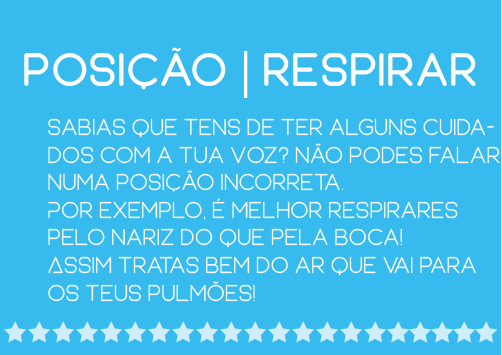 POSIÇÃO | RESPIRAR
SABIAS QUE TENS DE TER ALGUNS CUIDA-
DOS COM A TUA VOZ? NÃO PODES FALAR
NUMA POSIÇÃO INCORRETA.
POR EXEMPLO, É MELHOR RESPIRARES
PELO NARIZ DO QUE PELA BOCA!
ASSIM TRATAS BEM DO AR QUE VAI PARA
OS TEUS PULMÕES!